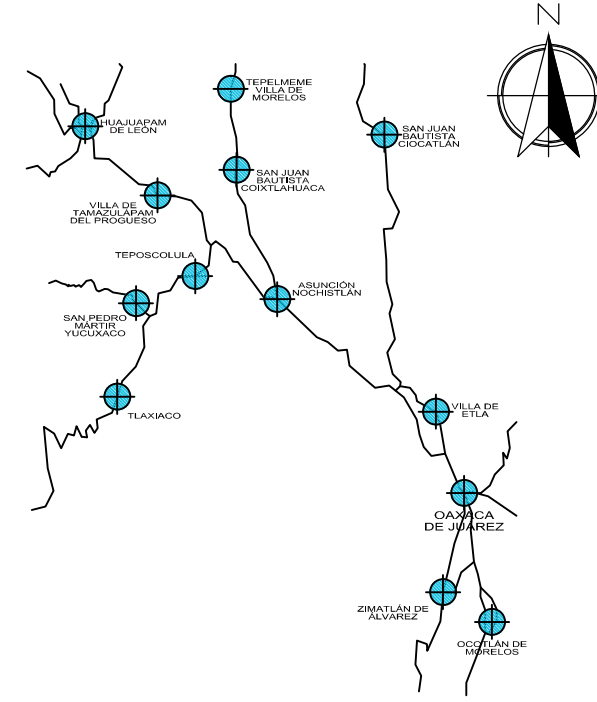 N
TEPELMEME
VILLA DE
MORELOS
HUAJUAPAM
DE LEÓN
SAN JUAN
BAUTISTA
CIOCATLÁN
SAN JUAN
BAUTISTA
COIXTLAHUACA
VILLA DE
TAMAZULÁPAM
DEL PROGUESO
TEPOSCOLULA
ASUNCIÓN
NOCHISTLÁN
SAN PEDRO
MÁRTIR
YUCUXACO
TLAXIACO
VILLA DE
ETLA
OAXACA
DE JUÁREZ
ZIMATLÁN DE
ÁLVAREZ
OCOTLÁN DE
MORELOS